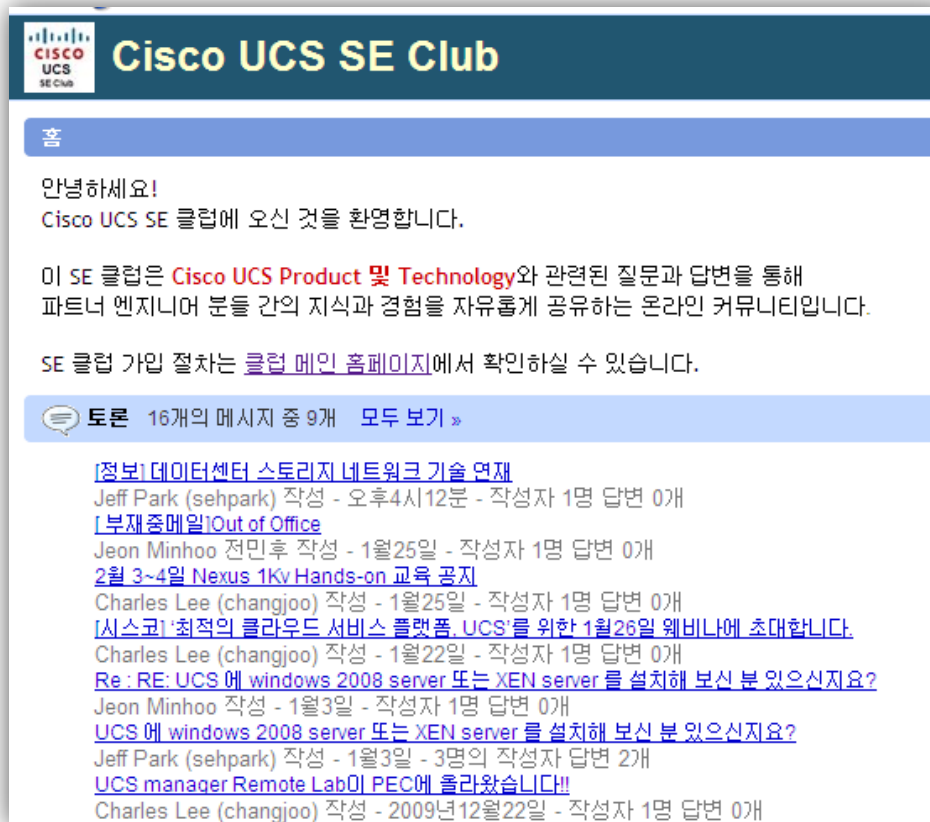 CISCO
UCS
SE Club
Cisco UCS SE Club
홈
안녕하세요!
Cisco UCS SE 클럽에 오신 것을 환영합니다.
이 SE 클럽은 Cisco UCS Product 및 Technology와 관련된 질문과 답변을 통해
파트너 엔지니어 분들 간의 지식과 경험을 자유롭게 공유하는 온라인 커뮤니티입니다.
SE 클럽 가입 절차는 클럽 메인 홈페이지에서 확인하실 수 있습니다.
토론 16개의 메시지 중 9개 모두 보기 »
[정보] 데이터센터 스토리지 네트워크 기술 연재
Jeff Park (sehpark) 작성 - 오후4시12분 - 작성자 1명 답변 0개
[ 부재중메일]Out of Office
Jeon Minhoo 전민후 작성 - 1월25일 - 작성자 1명 답변 0개
2월 3~4일 Nexus 1Kv Hands-on 교육 공지
Charles Lee (changjoo) 작성 - 1월25일 - 작성자 1명 답변 0개
[시스코] '최적의 클라우드 서비스 플랫폼, UCS'를 위한 1월26일 웨비나에 초대합니다.
Charles Lee (changjoo) 작성 - 1월22일 - 작성자 1명 답변 0개
Re : RE: UCS 에 windows 2008 server 또는 XEN server 를 설치해 보신 분 있으신지요?
Jeon Minhoo 작성 - 1월3일 - 작성자 1명 답변 0개
UCS 에 windows 2008 server 또는 XEN server 를 설치해 보신 분 있으신지요?
Jeff Park (sehpark) 작성 - 1월3일 - 3명의 작성자 답변 2개
UCS manager Remote Lab이 PEC에 올라왔습니다!!
Charles Lee (changjoo) 작성 - 2009년12월22일 - 작성자 1명 답변 0개